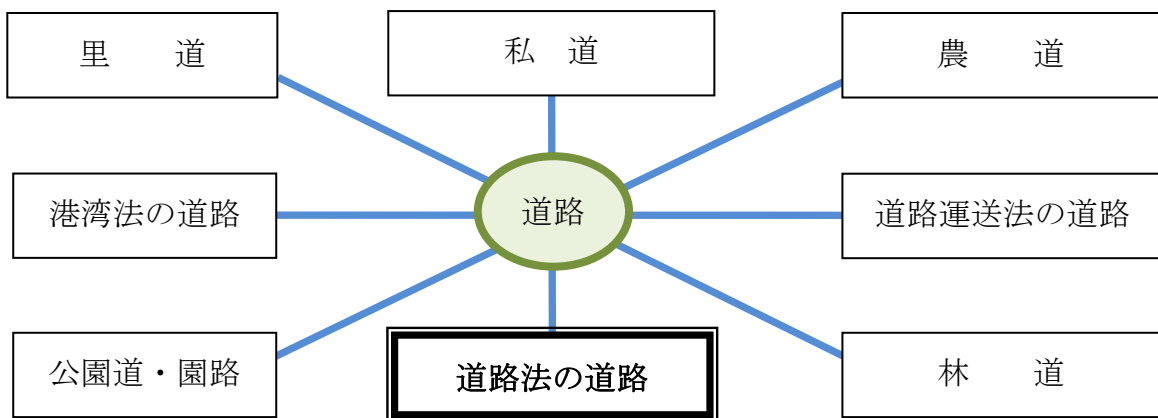 里　　道
私　道
農　　道
港湾法の道路
道路
道路運送法の道路
公園道・園路
道路法の道路
林　　道